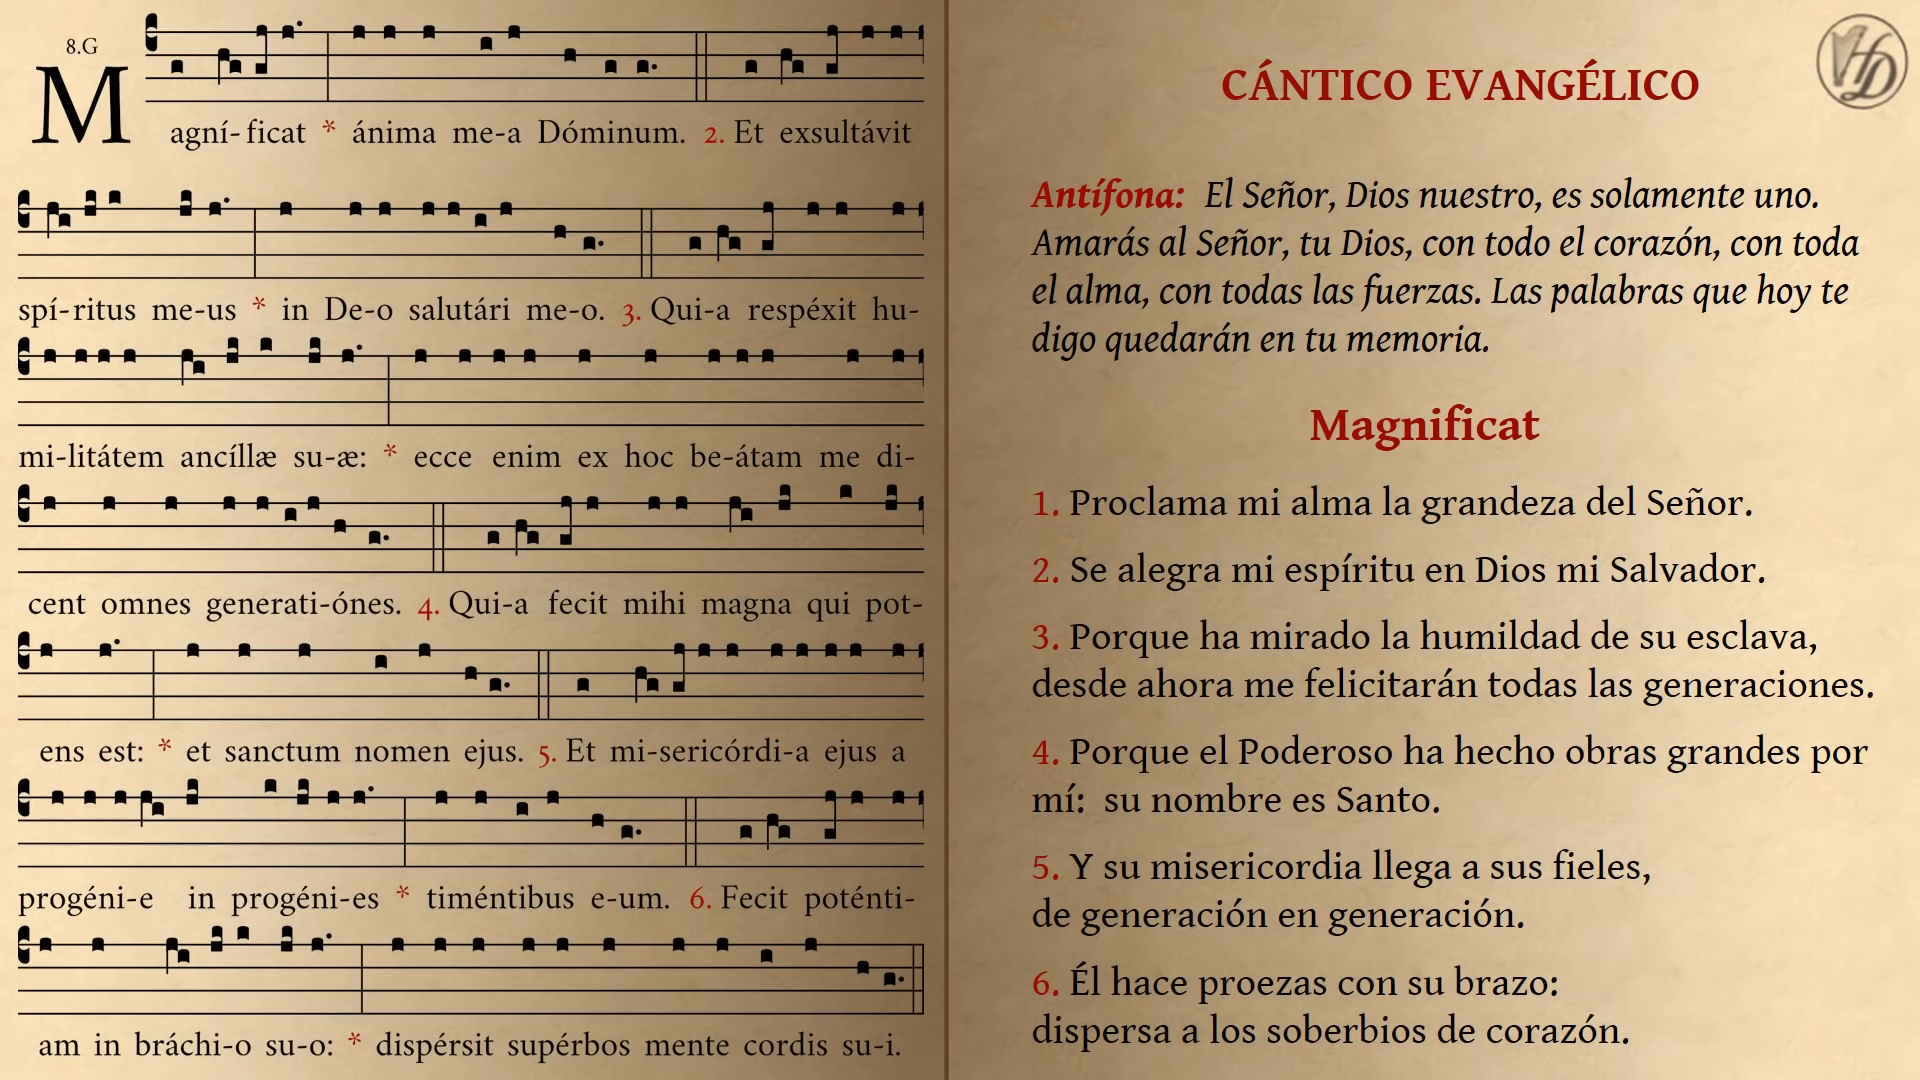 8.G
Magní-ficat * ánima me-a Dóminum. 2. Et exsultávit
spí-ritus me-us * in De-o salutári me-o. 3. Qui-a respéxit hu-
mi-litátem ancíllæ su-æ: * ecce enim ex hoc be-átam me di-
cent omnes generati-ónes. 4. Qui-a fecit mihi magna qui pot-
ens est: * et sanctum nomen ejus. 5. Et mi-sericórdi-a ejus a
progéni-e in progéni-es * timéntibus e-um. 6. Fecit poténti-
am in bráchi-o su-o: * dispérsit supérbos mente cordis su-i.
HD
CÁNTICO EVANGÉLICO
Antífona: El Señor, Dios nuestro, es solamente uno.
Amarás al Señor, tu Dios, con todo el corazón, con toda
el alma, con todas las fuerzas. Las palabras que hoy te
digo quedarán en tu memoria.
Magnificat
1. Proclama mi alma la grandeza del Señor.
2. Se alegra mi espíritu en Dios mi Salvador.
3. Porque ha mirado la humildad de su esclava,
desde ahora me felicitarán todas las generaciones.
4. Porque el Poderoso ha hecho obras grandes por
mí: su nombre es Santo.
5. Y su misericordia llega a sus fieles,
de generación en generación.
6. Él hace proezas con su brazo:
dispersa a los soberbios de corazón.